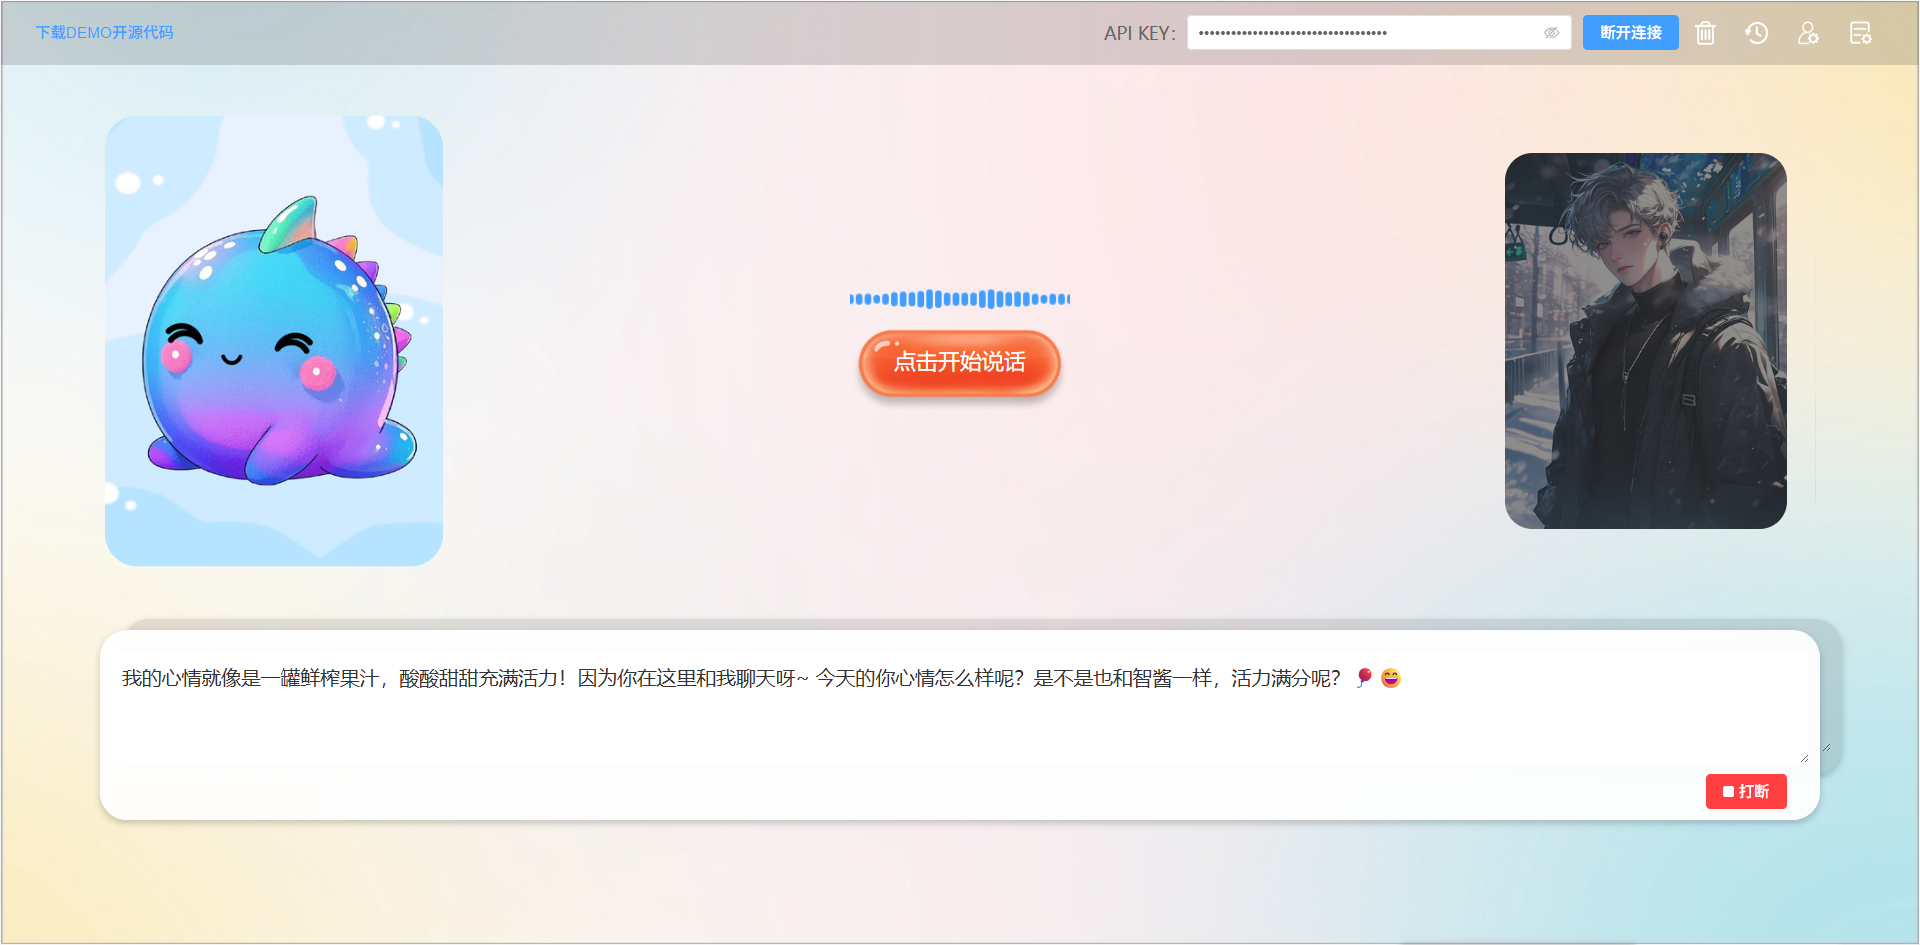 下载DEMO开源代码
API KEY:
断开连接
点击开始说话
我的心情就像是一罐鲜榨果汁，酸酸甜甜充满活力！因为你在这里和我聊天呀~ 今天的你心情怎么样呢？是不是也和智酱一样，活力满分呢？🎈😄
打断